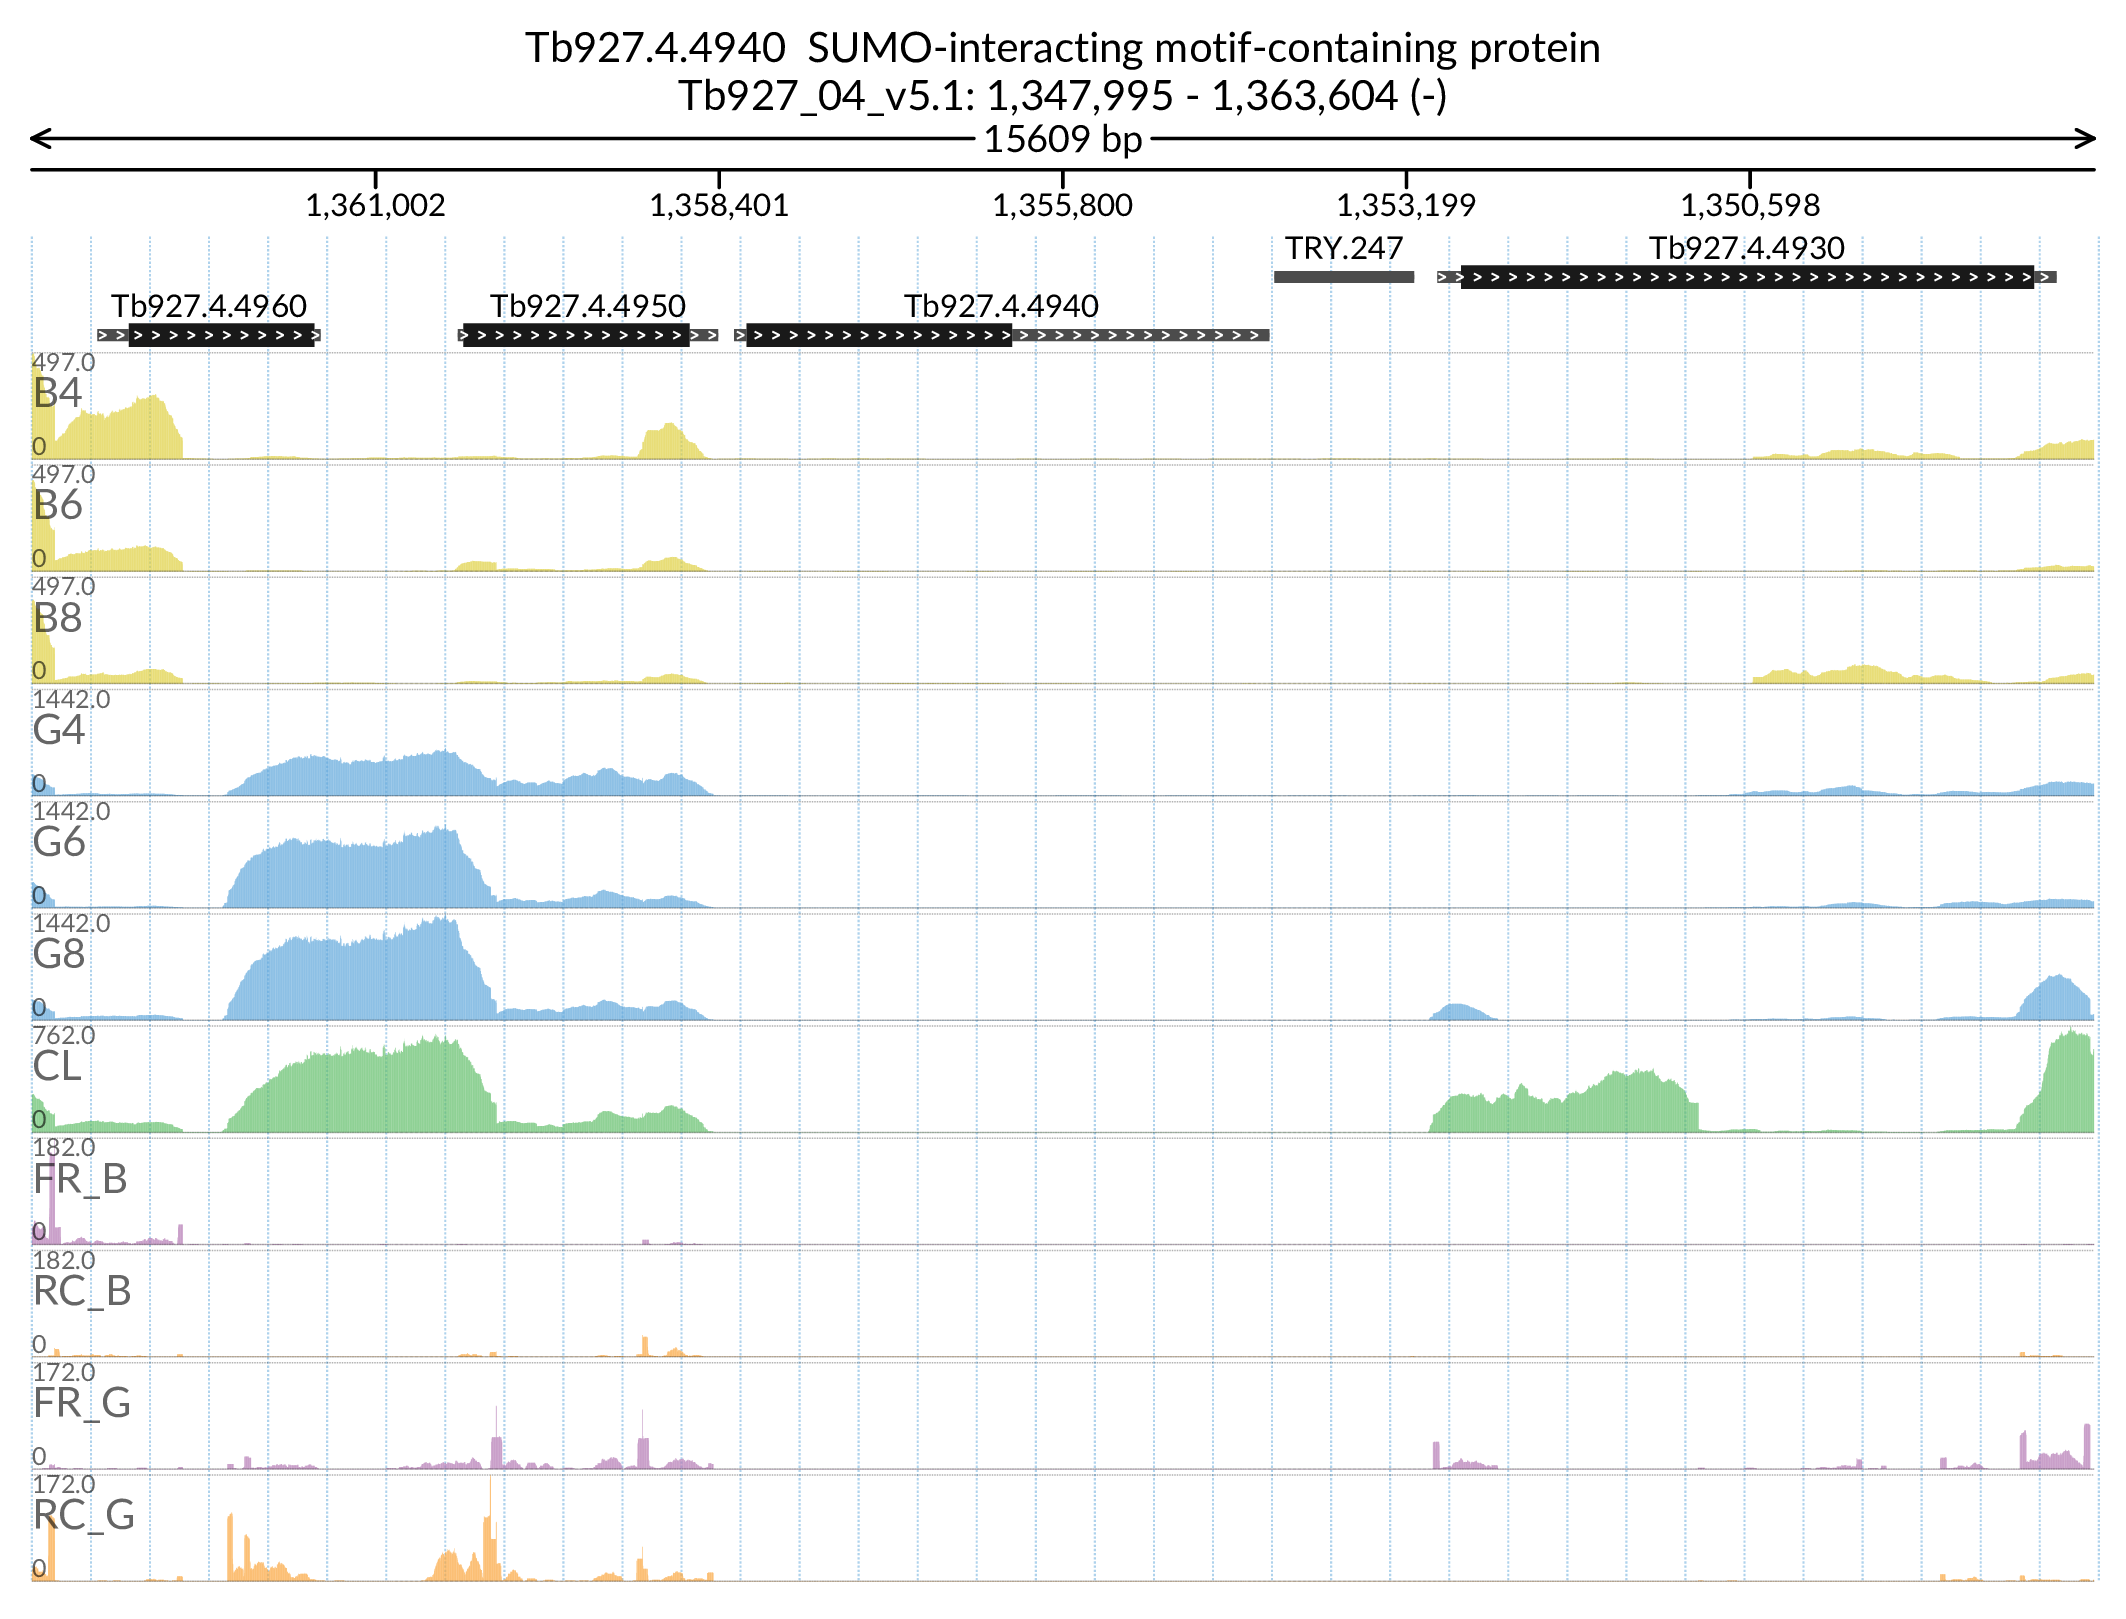 Tb927.4.4940  SUMO-interacting motif-containing protein
Tb927_04_v5.1: 1,347,995 - 1,363,604 (-)
15609 bp
1,361,002 1,358,401 1,355,800 1,353,199 1,350,598
TRY.247 Tb927.4.4930
Tb927.4.4960 Tb927.4.4950 Tb927.4.4940
497.0
B4
0
497.0
B6
0
497.0
B8
0
1442.0
G4
0
1442.0
G6
0
1442.0
G8
0
762.0
CL
0
182.0
FR_B
0
182.0
RC_B
0
172.0
FR_G
0
172.0
RC_G
0